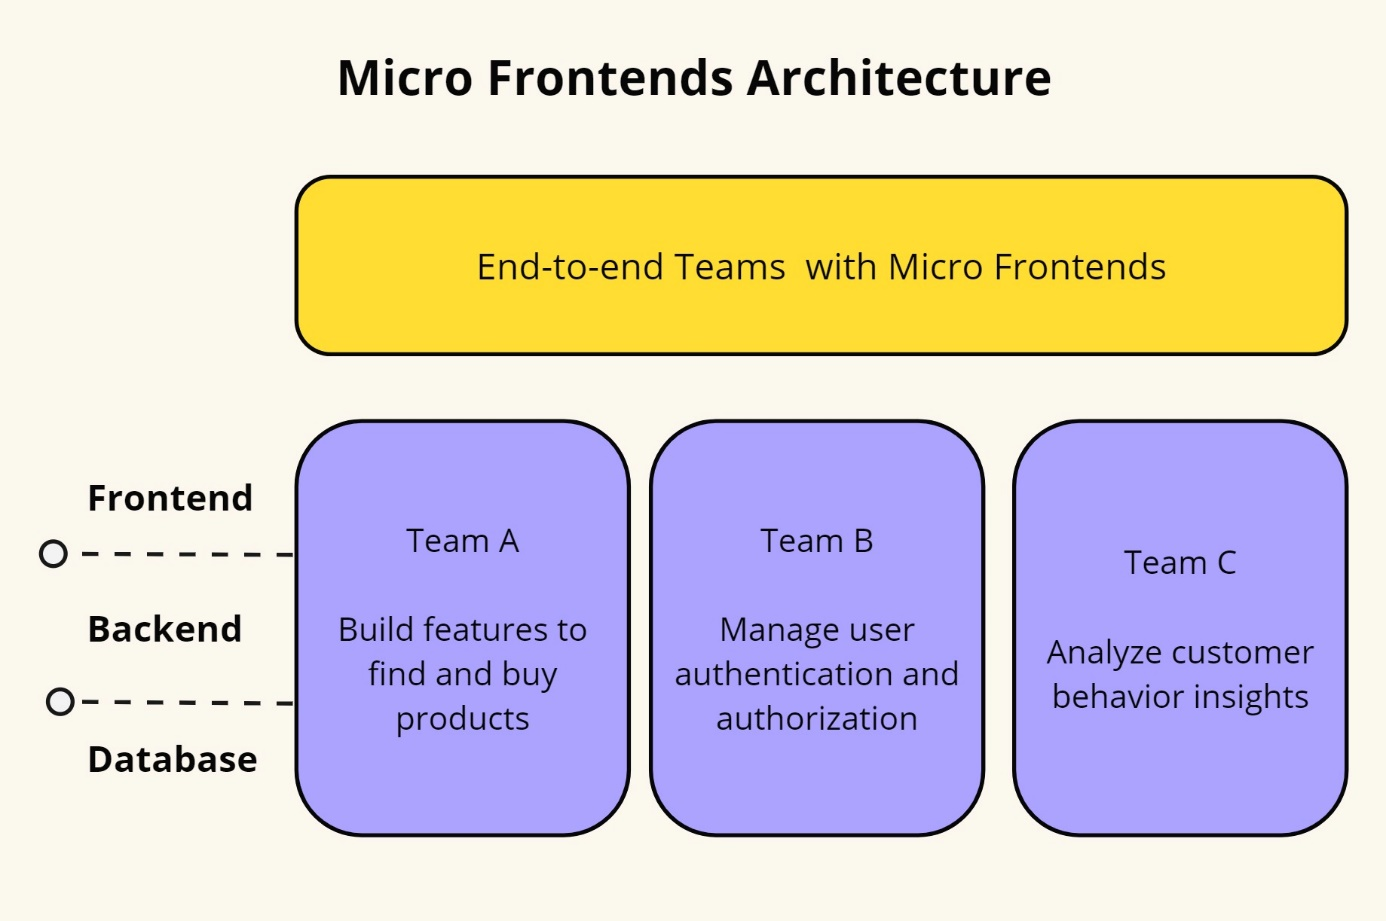 Micro Frontends Architecture
End-to-end Teams  with Micro Frontends
Frontend
Backend
Database
Team A
Build features to
find and buy
products
Team B
Manage user
authentication and
authorization
Team C
Analyze customer
behavior insights